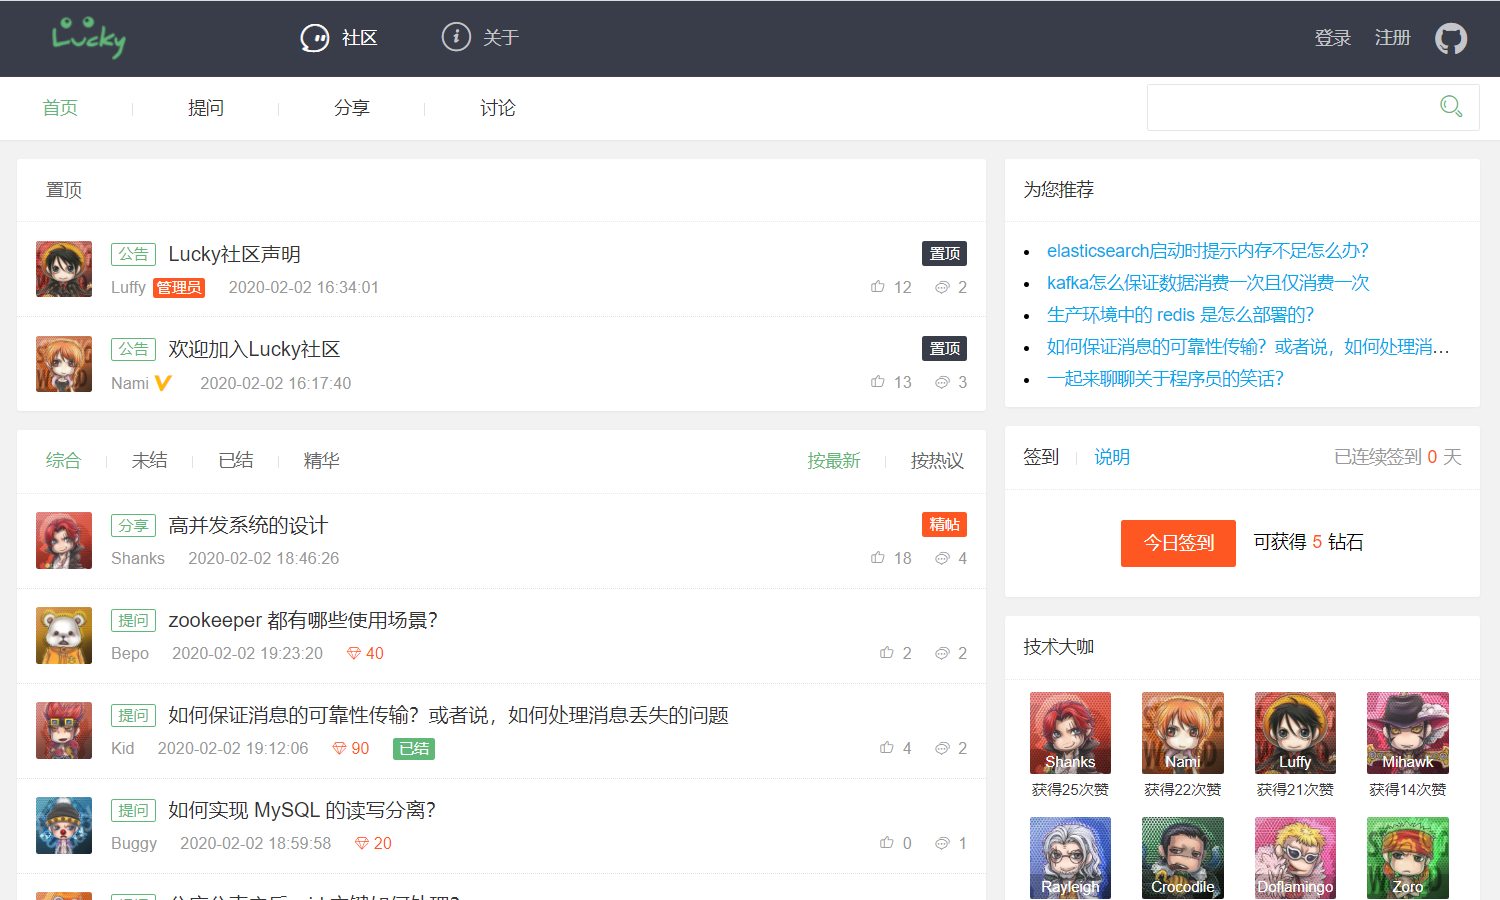 Lucky
社区
关于
登录
注册
首页
提问
分享
讨论
置顶
公告 Lucky社区声明 置顶
Luffy 管理员 2020-02-02 16:34:01 12 2
公告 欢迎加入Lucky社区 置顶
Nami 2020-02-02 16:17:40 13 3
综合 未结 已结 精华 按最新 按热议
分享 高并发系统的设计 精帖
Shanks 2020-02-02 18:46:26 18 4
提问 zookeeper 都有哪些使用场景？
Bepo 2020-02-02 19:23:20 40 2 2
提问 如何保证消息的可靠性传输？或者说，如何处理消息丢失的问题
Kid 2020-02-02 19:12:06 90 已结 4 2
提问 如何实现 MySQL 的读写分离？
Buggy 2020-02-02 18:59:58 20 0 1
为您推荐
elasticsearch启动时提示内存不足怎么办？
kafka怎么保证数据消费一次且仅消费一次
生产环境中的 redis 是怎么部署的？
如何保证消息的可靠性传输？或者说，如何处理消...
一起来聊聊关于程序员的笑话？
签到 说明 已连续签到 0 天
今日签到 可获得 5 钻石
技术大咖
Shanks Nami Luffy Mihawk
获得25次赞 获得22次赞 获得21次赞 获得14次赞
Rayleigh Crocodile Doflamingo Zoro